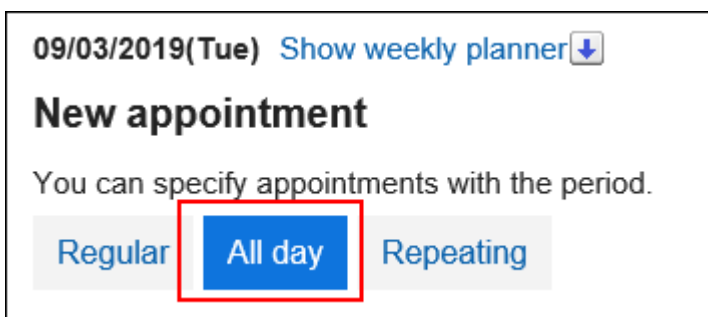 09/03/2019(Tue) Show weekly planner
New appointment
You can specify appointments with the period.
Regular All day Repeating